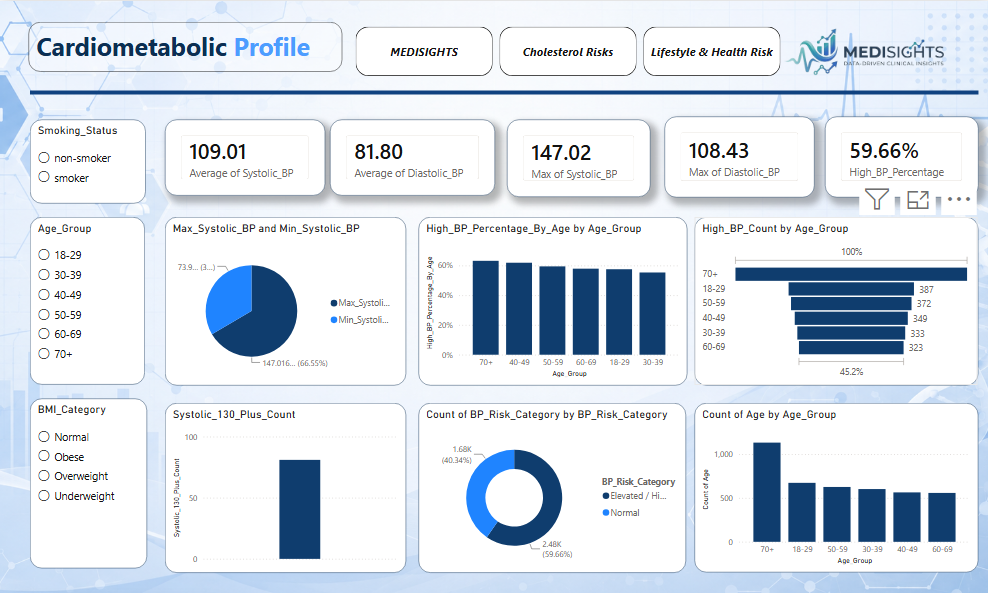 Cardiometabolic Profile
MEDISIGHTS
Cholesterol Risks
Lifestyle & Health Risk
MEDISIGHTS
DATA-DRIVEN CLINICAL INSIGHTS
Smoking_Status
non-smoker
smoker
109.01
Average of Systolic_BP
81.80
Average of Diastolic_BP
147.02
Max of Systolic_BP
108.43
Max of Diastolic_BP
59.66%
High_BP_Percentage
Age_Group
18-29
30-39
40-49
50-59
60-69
70+
Max_Systolic_BP and Min_Systolic_BP
73.9... (3...)
Max_Systoli...
Min_Systoli...
147.016... (66.55%)
High_BP_Percentage_By_Age by Age_Group
High_BP_Percentage_By_Age
60%
40%
20%
0%
70+ 40-49 50-59 60-69 18-29 30-39
Age_Group
High_BP_Count by Age_Group
100%
70+
18-29 387
50-59 372
40-49 349
30-39 333
60-69 323
45.2%
BMI_Category
Normal
Obese
Overweight
Underweight
Systolic_130_Plus_Count
Systolic_130_Plus_Count
100
50
0
Count of BP_Risk_Category by BP_Risk_Category
1.68K
(40.34%)
BP_Risk_Category
Elevated / Hi...
Normal
2.48K
(59.66%)
Count of Age by Age_Group
Count of Age
1,000
500
0
70+ 18-29 50-59 30-39 40-49 60-69
Age_Group